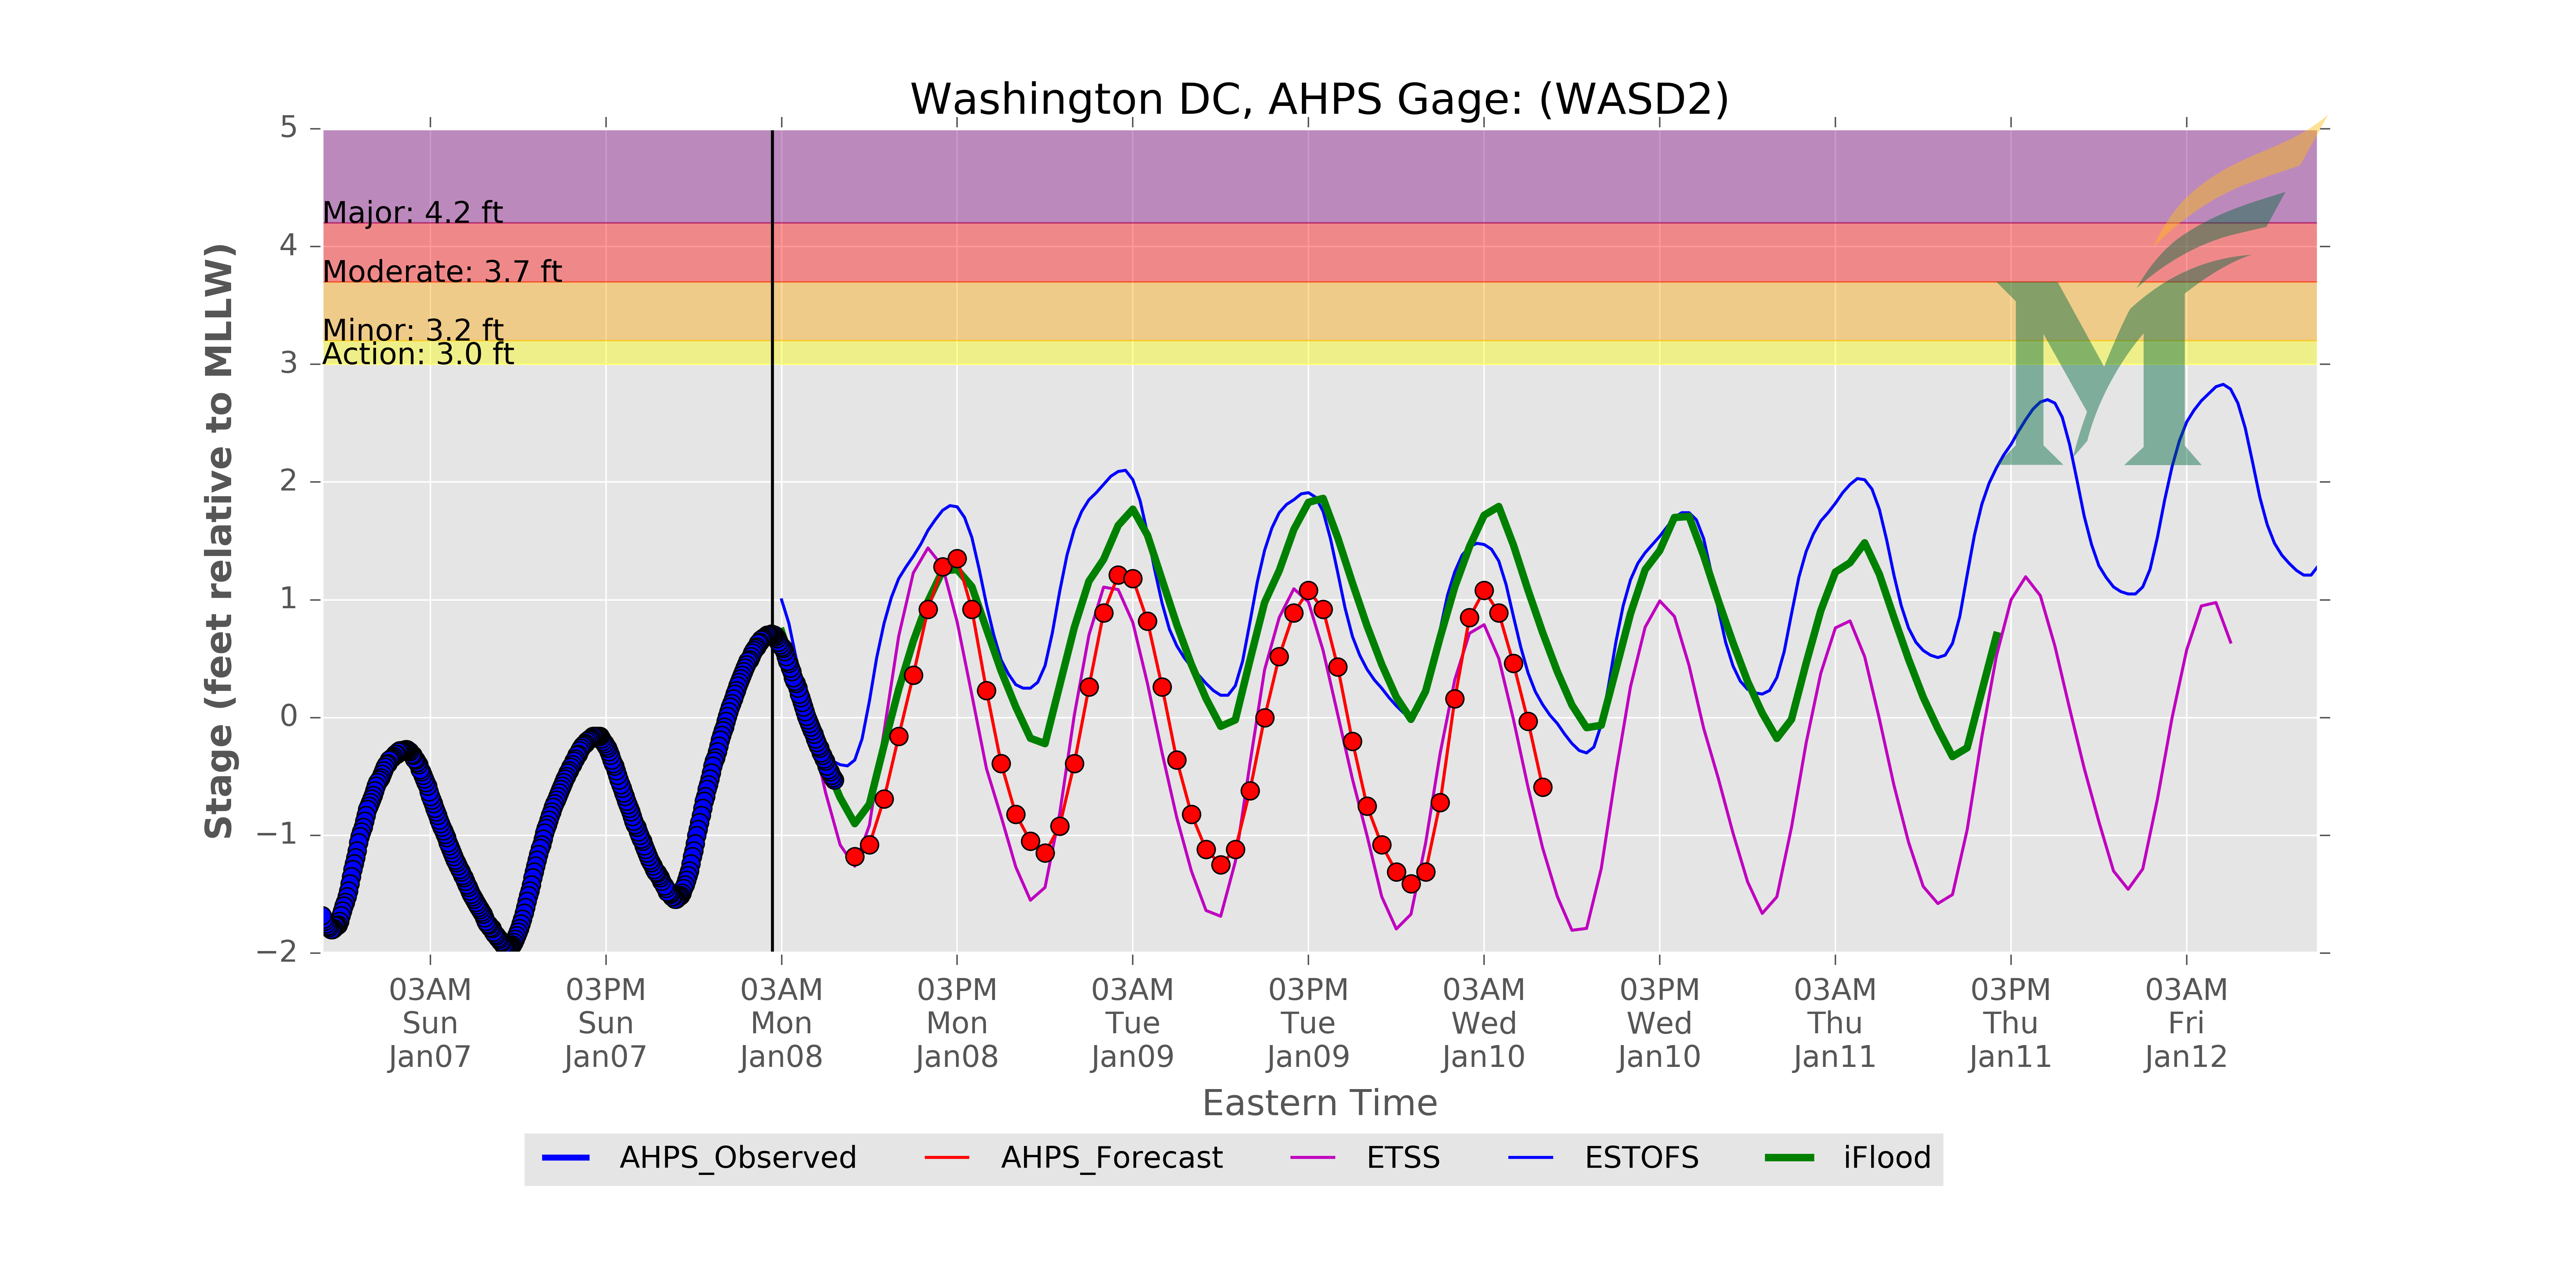 Washington DC, AHPS Gage: (WASD2)
Stage (feet relative to MLLW)
5
4
3
2
1
0
−1
−2
Major: 4.2 ft
Moderate: 3.7 ft
Minor: 3.2 ft
Action: 3.0 ft
03AM 03PM 03AM 03PM 03AM 03PM 03AM 03PM 03AM 03PM 03AM
Sun Sun Mon Mon Tue Tue Wed Wed Thu Thu Fri
Jan07 Jan07 Jan08 Jan08 Jan09 Jan09 Jan10 Jan10 Jan11 Jan11 Jan12
Eastern Time
AHPS_Observed AHPS_Forecast ETSS ESTOFS iFlood
M